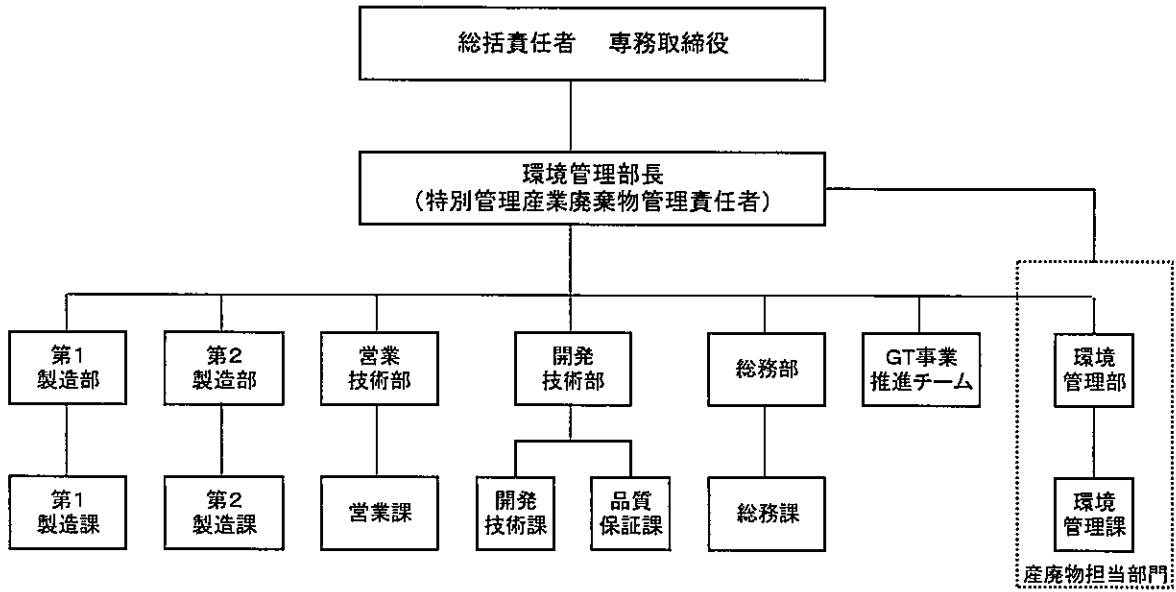 総括責任者　専務取締役
環境管理部長
（特別管理産業廃棄物管理責任者）
第1
製造部
第2
製造部
営業
技術部
開発
技術部
総務部
GT事業
推進チーム
環境
管理部
第1
製造課
第2
製造課
営業課
開発
技術課
品質
保証課
総務課
環境
管理課
産廃物担当部門